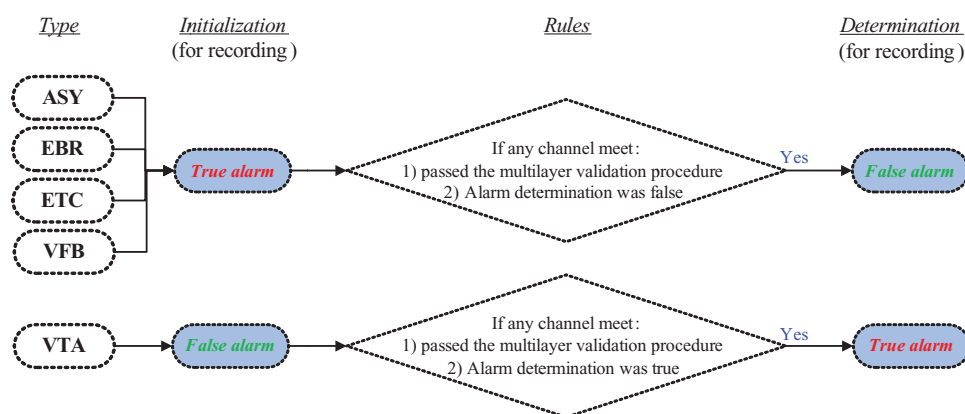 Type
Initialization
(for recording)
Rules
Determination
(for recording)
ASY
EBR
ETC
VFB
True alarm
If any channel meet:
1) passed the multilayer validation procedure
2) Alarm determination was false
Yes
False alarm
VTA
False alarm
If any channel meet:
1) passed the multilayer validation procedure
2) Alarm determination was true
Yes
True alarm